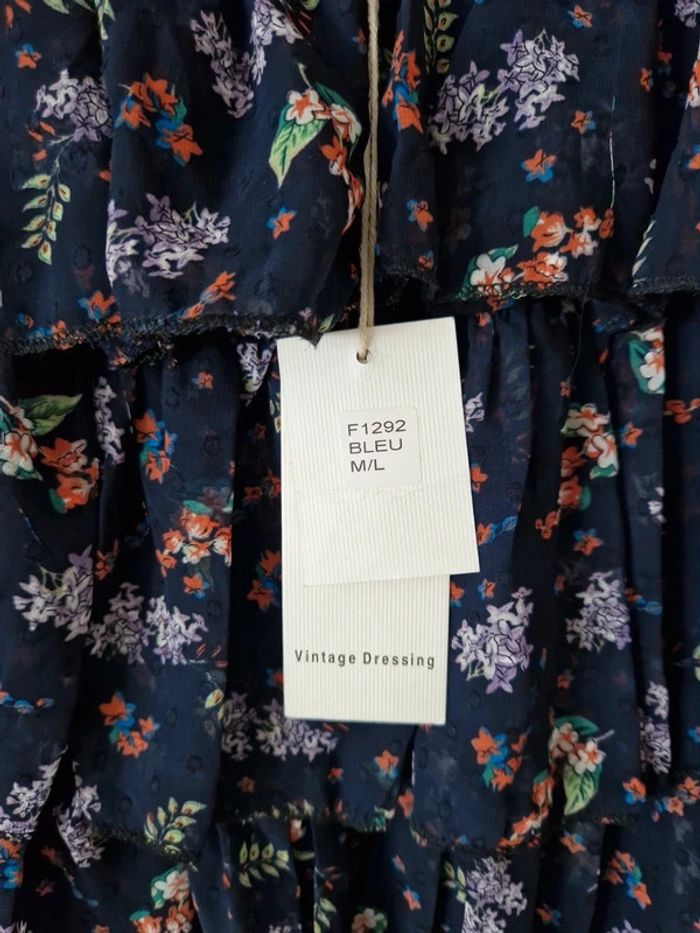 F1292
BLEU
M/L
Vintage Dressing